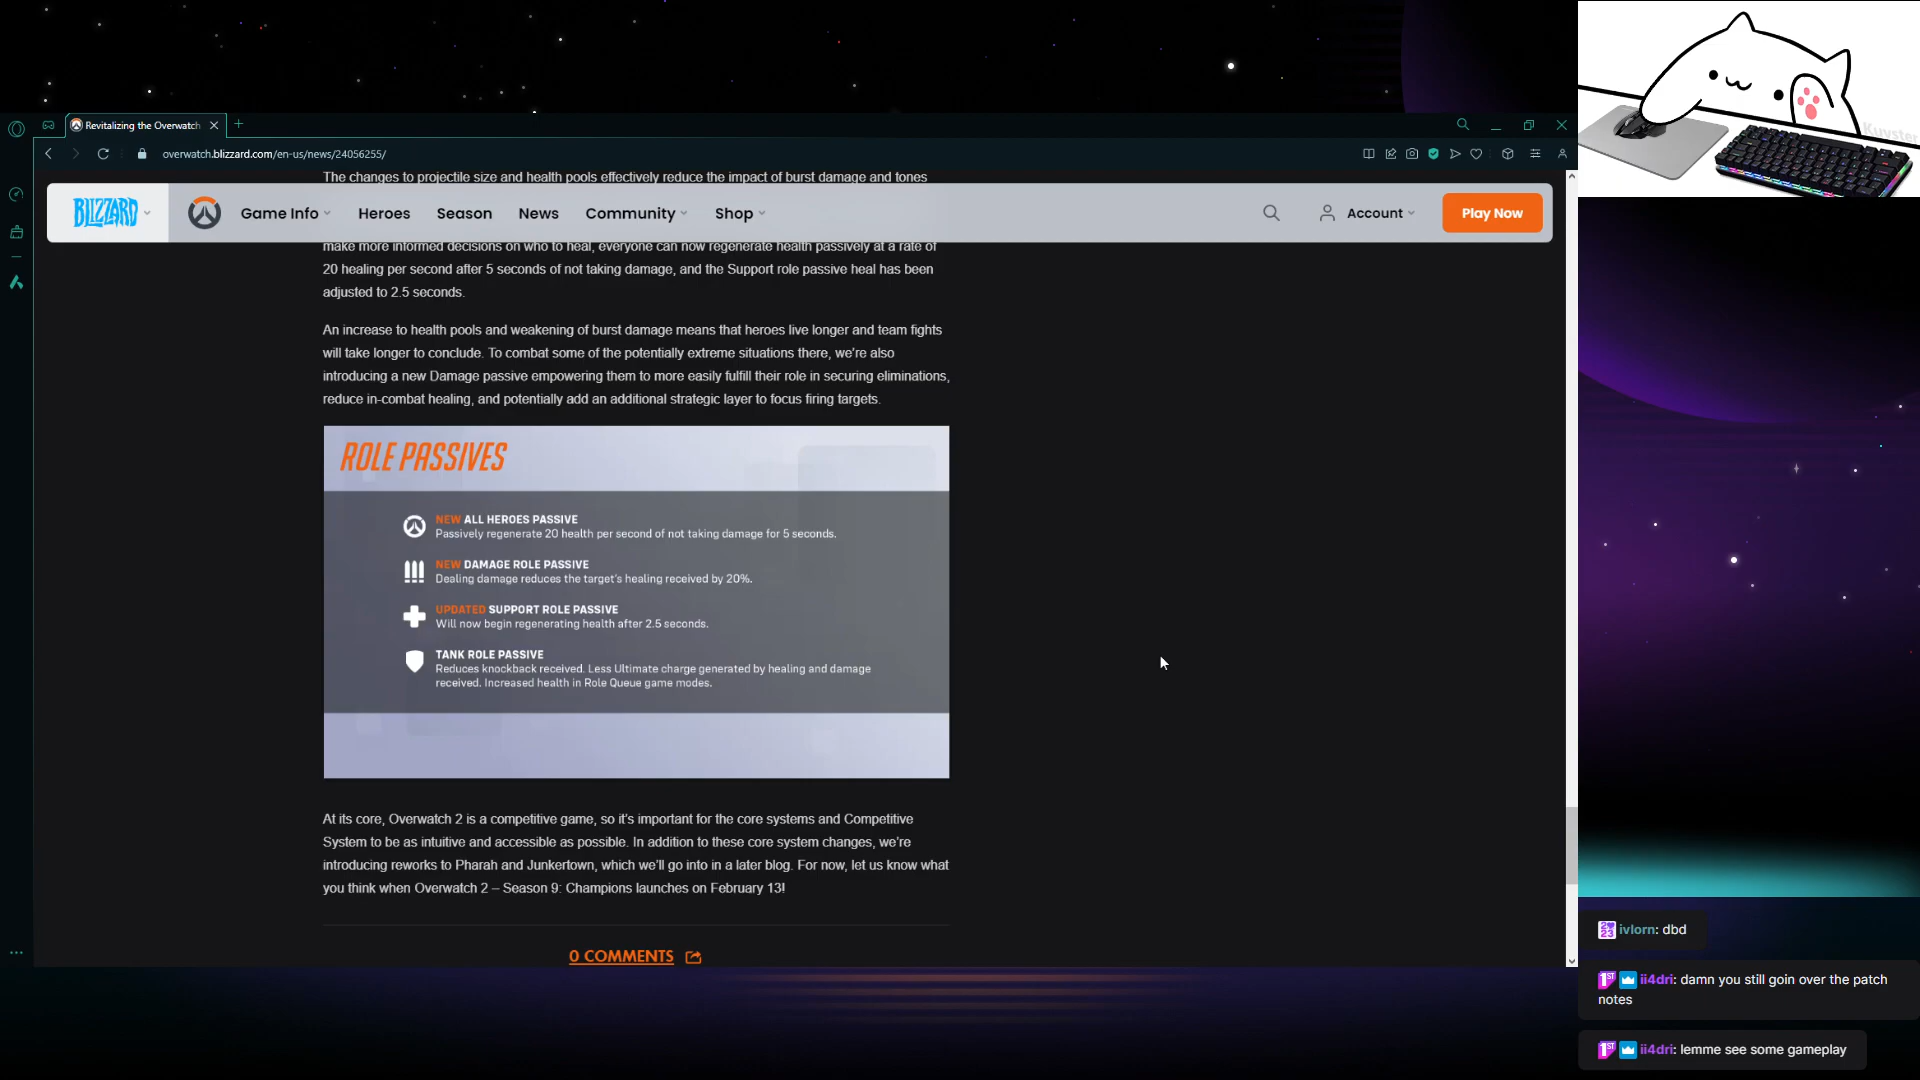 Kuvster
Revitalizing the Overwatch
overwatch.blizzard.com/en-us/news/24056255/
The changes to projectile size and health pools effectively reduce the impact of burst damage and tones
BLIZZARD
Game Info
Heroes
Season
News
Community
Shop
Account
Play Now
make more informed decisions on who to heal, everyone can now regenerate health passively at a rate of
20 healing per second after 5 seconds of not taking damage, and the Support role passive heal has been
adjusted to 2.5 seconds.
An increase to health pools and weakening of burst damage means that heroes live longer and team fights
will take longer to conclude. To combat some of the potentially extreme situations there, we're also
introducing a new Damage passive empowering them to more easily fulfill their role in securing eliminations,
reduce in-combat healing, and potentially add an additional strategic layer to focus firing targets.
ROLE PASSIVES
NEW ALL HEROES PASSIVE
Passively regenerate 20 health per second of not taking damage for 5 seconds.
NEW DAMAGE ROLE PASSIVE
Dealing damage reduces the target's healing received by 20%.
UPDATED SUPPORT ROLE PASSIVE
Will now begin regenerating health after 2.5 seconds.
TANK ROLE PASSIVE
Reduces knockback received. Less Ultimate charge generated by healing and damage
received. Increased health in Role Queue game modes.
At its core, Overwatch 2 is a competitive game, so it's important for the core systems and Competitive
System to be as intuitive and accessible as possible. In addition to these core system changes, we're
introducing reworks to Pharah and Junkertown, which we'll go into in a later blog. For now, let us know what
you think when Overwatch 2 – Season 9: Champions launches on February 13!
0 COMMENTS
ivlorn: dbd
1ST ii4dri: damn you still goin over the patch
notes
1ST ii4dri: lemme see some gameplay